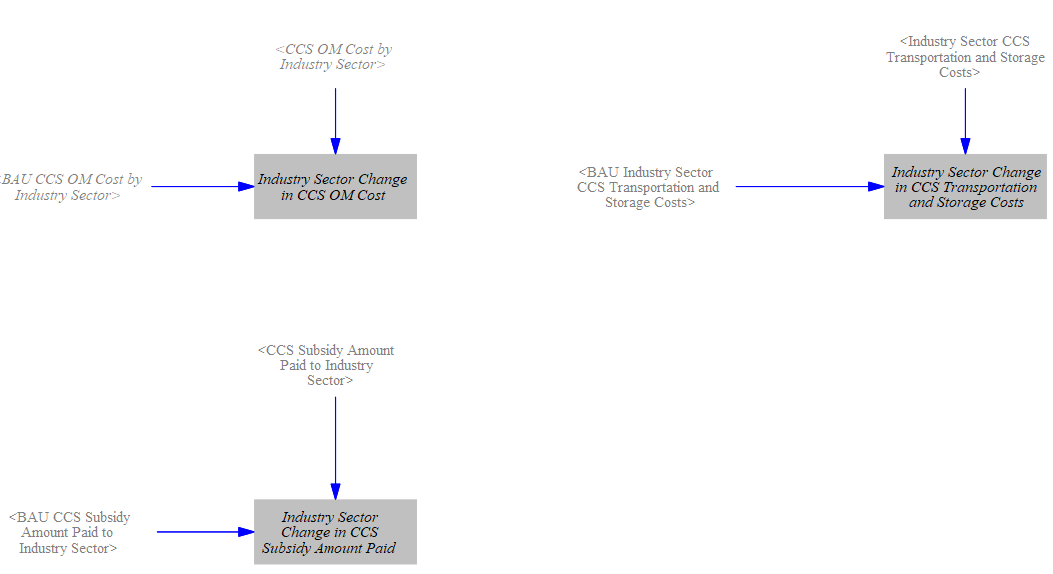 <CCS OM Cost by
Industry Sector>
<Industry Sector CCS
Transportation and Storage
Costs>
BAU CCS OM Cost by
Industry Sector>
Industry Sector Change
in CCS OM Cost
<BAU Industry Sector
CCS Transportation and
Storage Costs>
Industry Sector Change
in CCS Transportation
and Storage Costs
<CCS Subsidy Amount
Paid to Industry
Sector>
<BAU CCS Subsidy
Amount Paid to
Industry Sector>
Industry Sector
Change in CCS
Subsidy Amount Paid